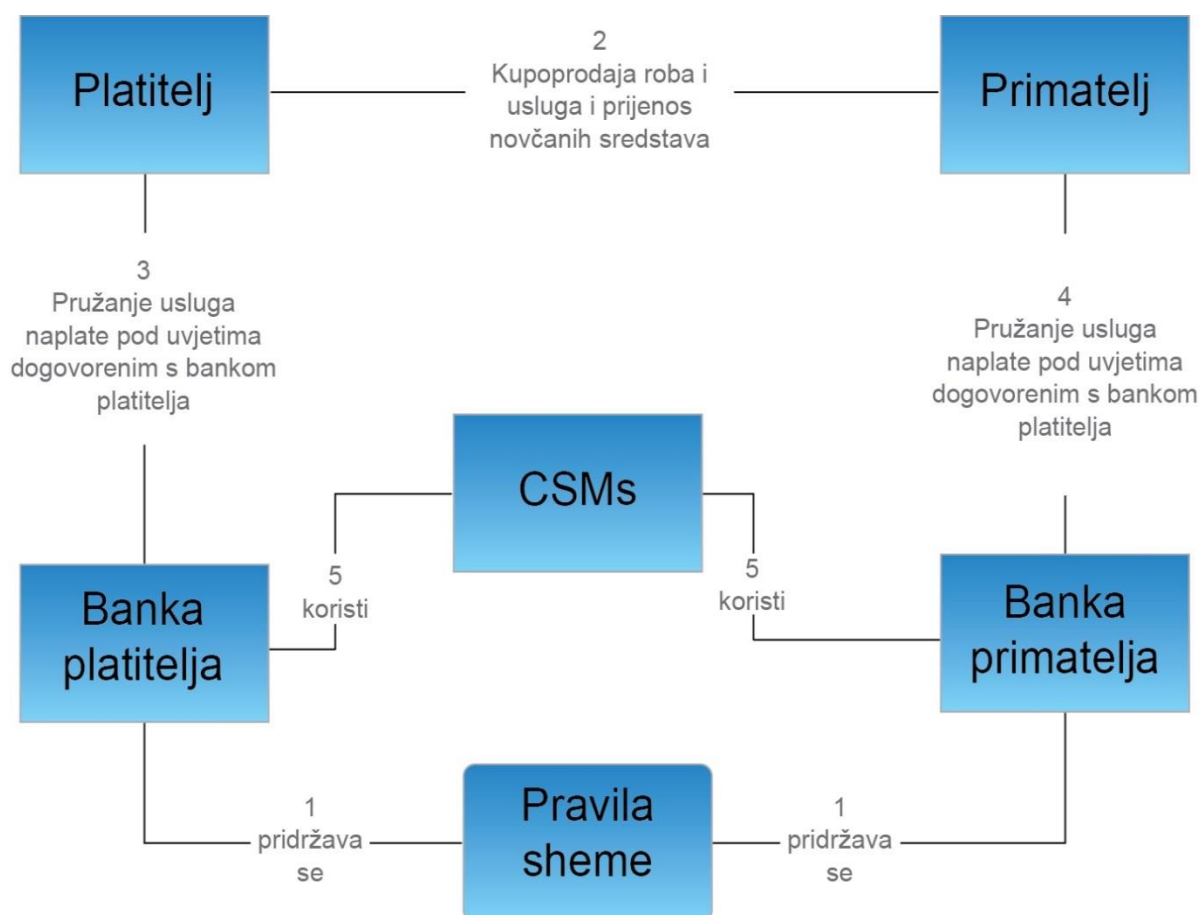 Platitelj
2
Kupoprodaja roba i
usluga i prijenos
novčanih sredstava
Primatelj
3
Pružanje usluga
naplate pod uvjetima
dogovorenim s bankom
platitelja
4
Pružanje usluga
naplate pod uvjetima
dogovorenim s bankom
platitelja
CSMs
5
koristi
5
koristi
Banka
platitelja
Banka
primatelja
1
pridržava
se
Pravila
sheme
1
pridržava
se